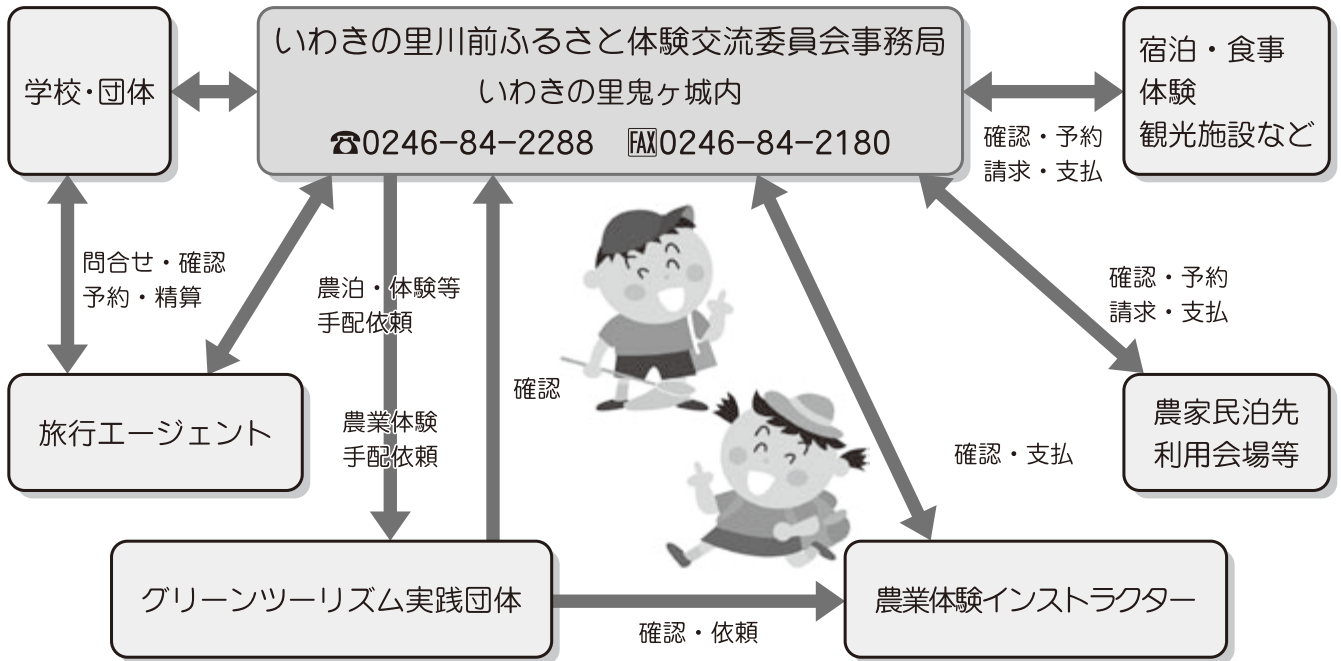 学校・団体
いわきの里川前ふるさと体験交流委員会事務局
いわきの里鬼ヶ城内
☎0246-84-2288 FAX0246-84-2180
宿泊・食事
体験
観光施設など
確認・予約
請求・支払
問合せ・確認
予約・精算
農泊・体験等
手配依頼
確認・予約
請求・支払
確認
旅行エージェント
農業体験
手配依頼
確認・支払
農家民泊先
利用会場等
グリーンツーリズム実践団体
確認・依頼
農業体験インストラクター